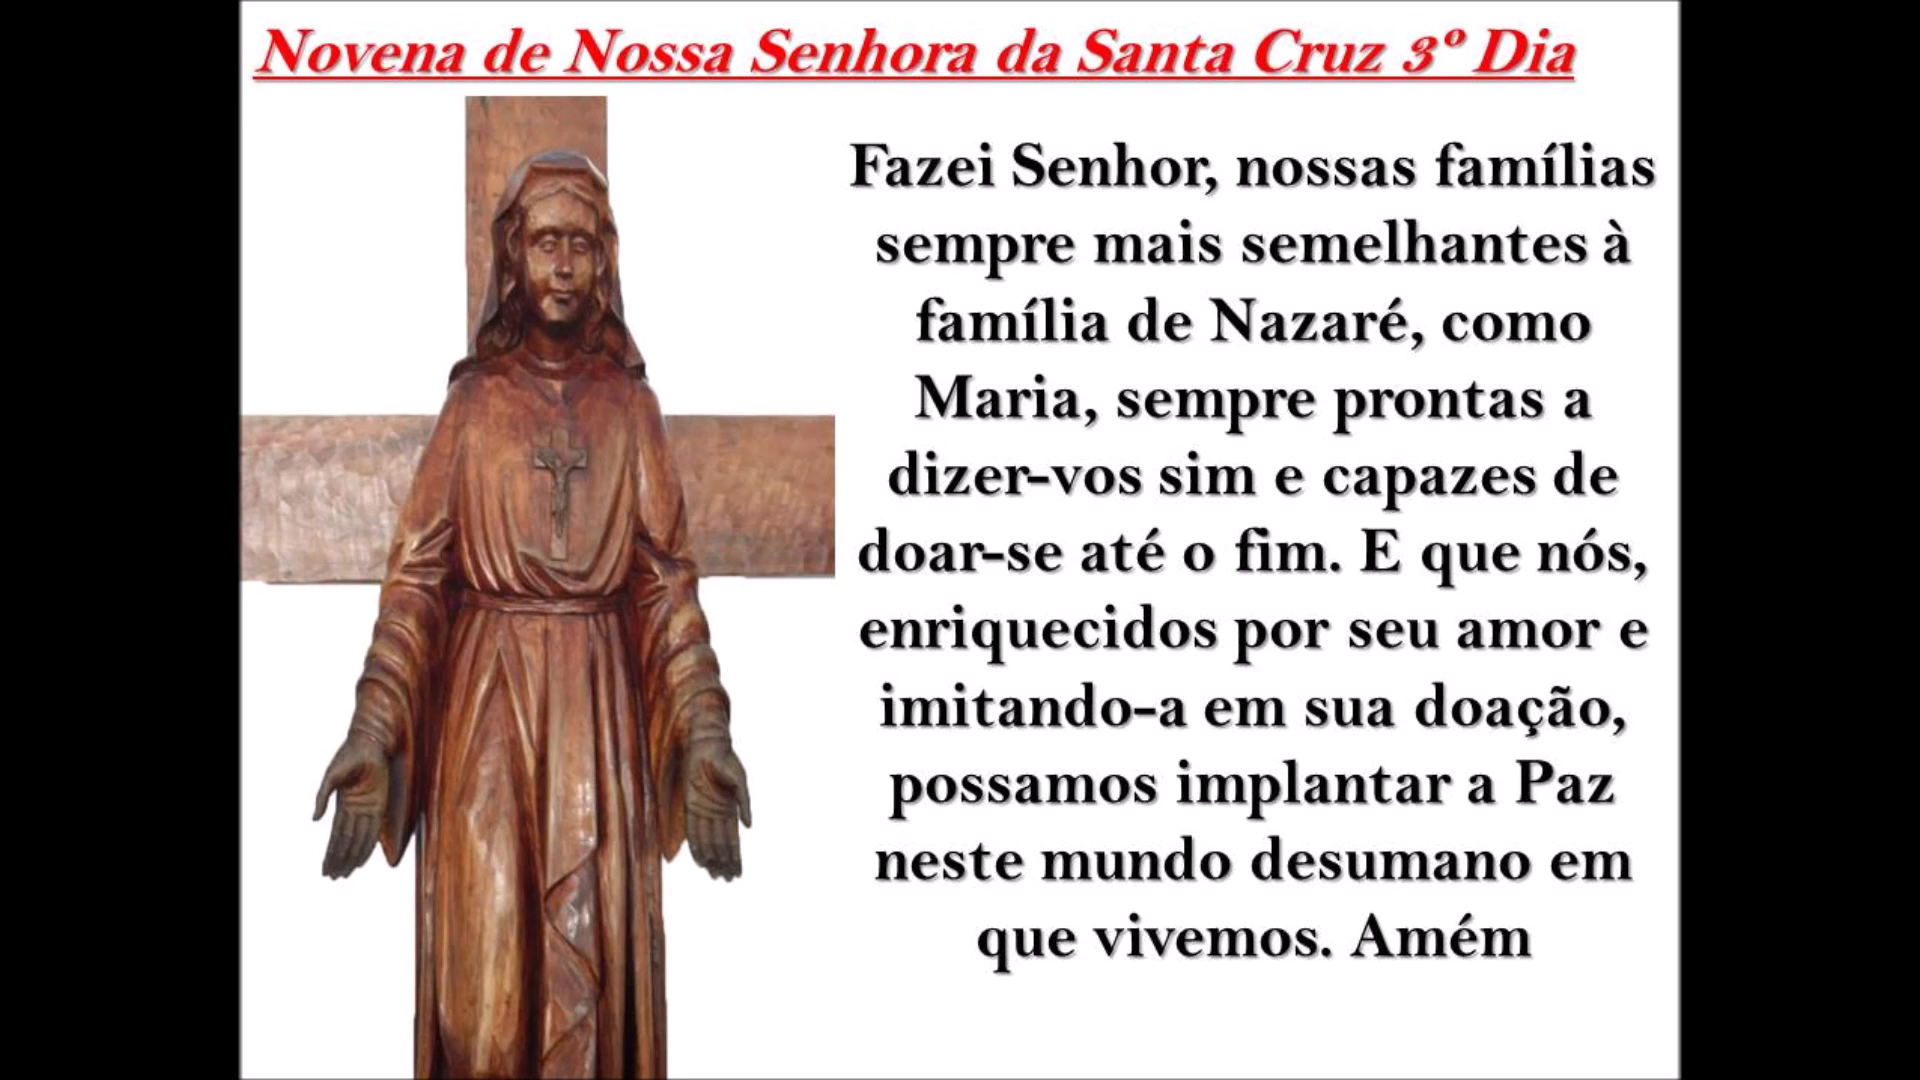 Novena de Nossa Senhora da Santa Cruz 3º Dia
Fazei Senhor, nossas famílias
sempre mais semelhantes à
família de Nazaré, como
Maria, sempre prontas a
dizer-vos sim e capazes de
doar-se até o fim. E que nós,
enriquecidos por seu amor e
imitando-a em sua doação,
possamos implantar a Paz
neste mundo desumano em
que vivemos. Amém